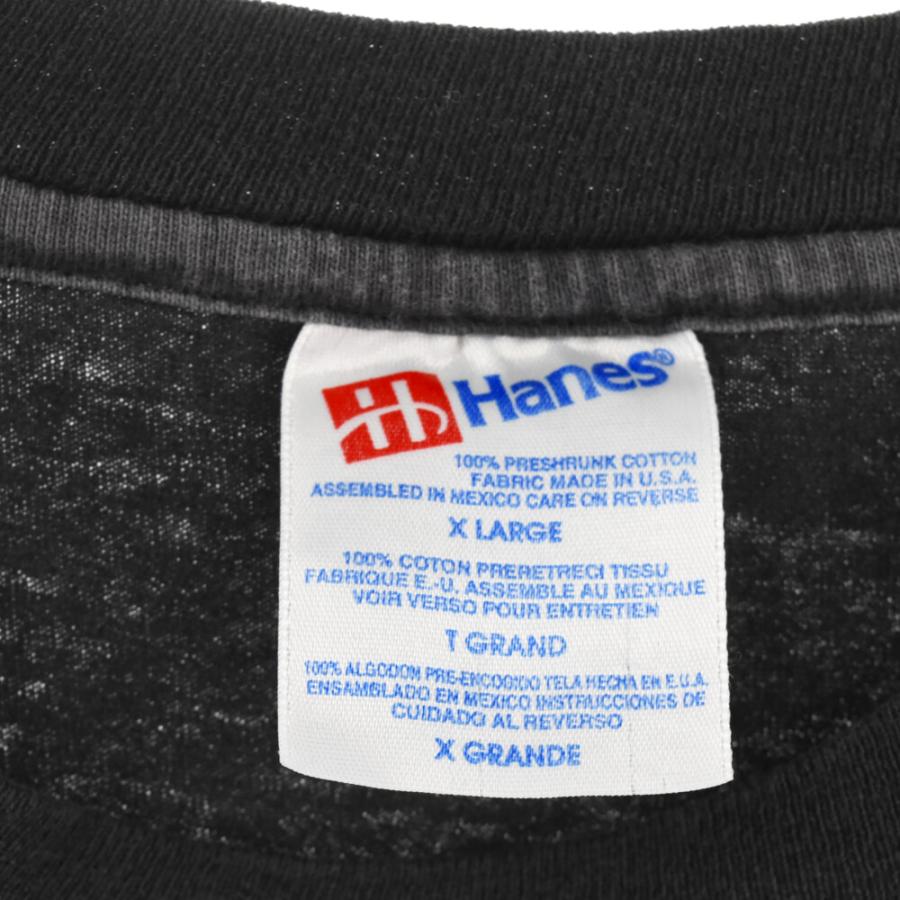 H Hanes®
100% PRESHRUNK COTTON
FABRIC MADE IN U.S.A.
ASSEMBLED IN MEXICO CARE ON REVERSE
X LARGE
100% COTON PRERETRECI TISSU
FABRIQUE E.-U. ASSEMBLE AU MEXIQUE
VOIR VERSO POUR ENTRETIEN
T GRAND
100% ALGODON PRE-ENCOGIDO TELA HECHA EN E.U.A.
ENSAMBLADO EN MEXICO INSTRUCCIONES DE
CUIDADO AL REVERSO
X GRANDE